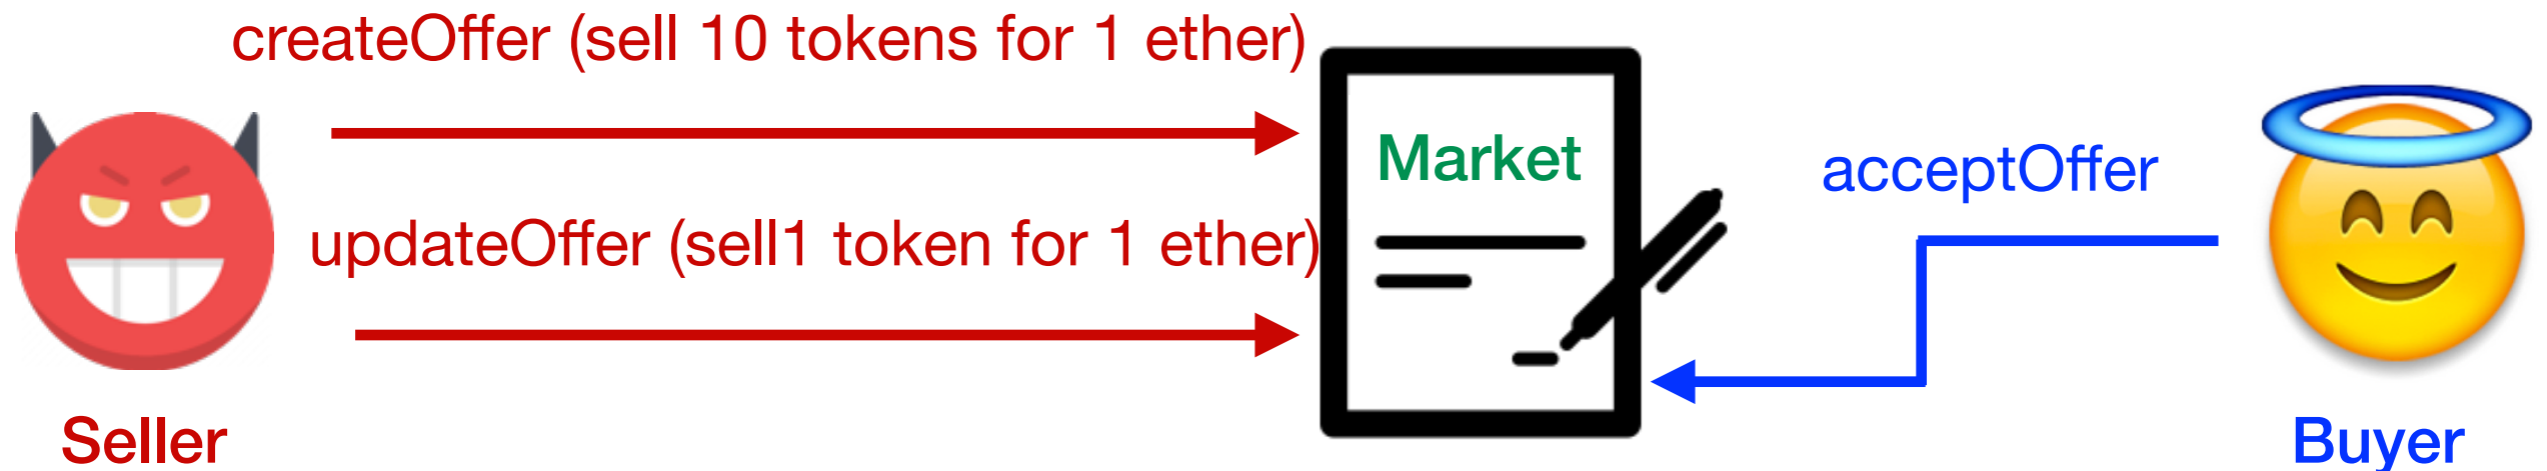 createOffer (sell 10 tokens for 1 ether)
Market
acceptOffer
updateOffer (sell1 token for 1 ether)
Seller
Buyer